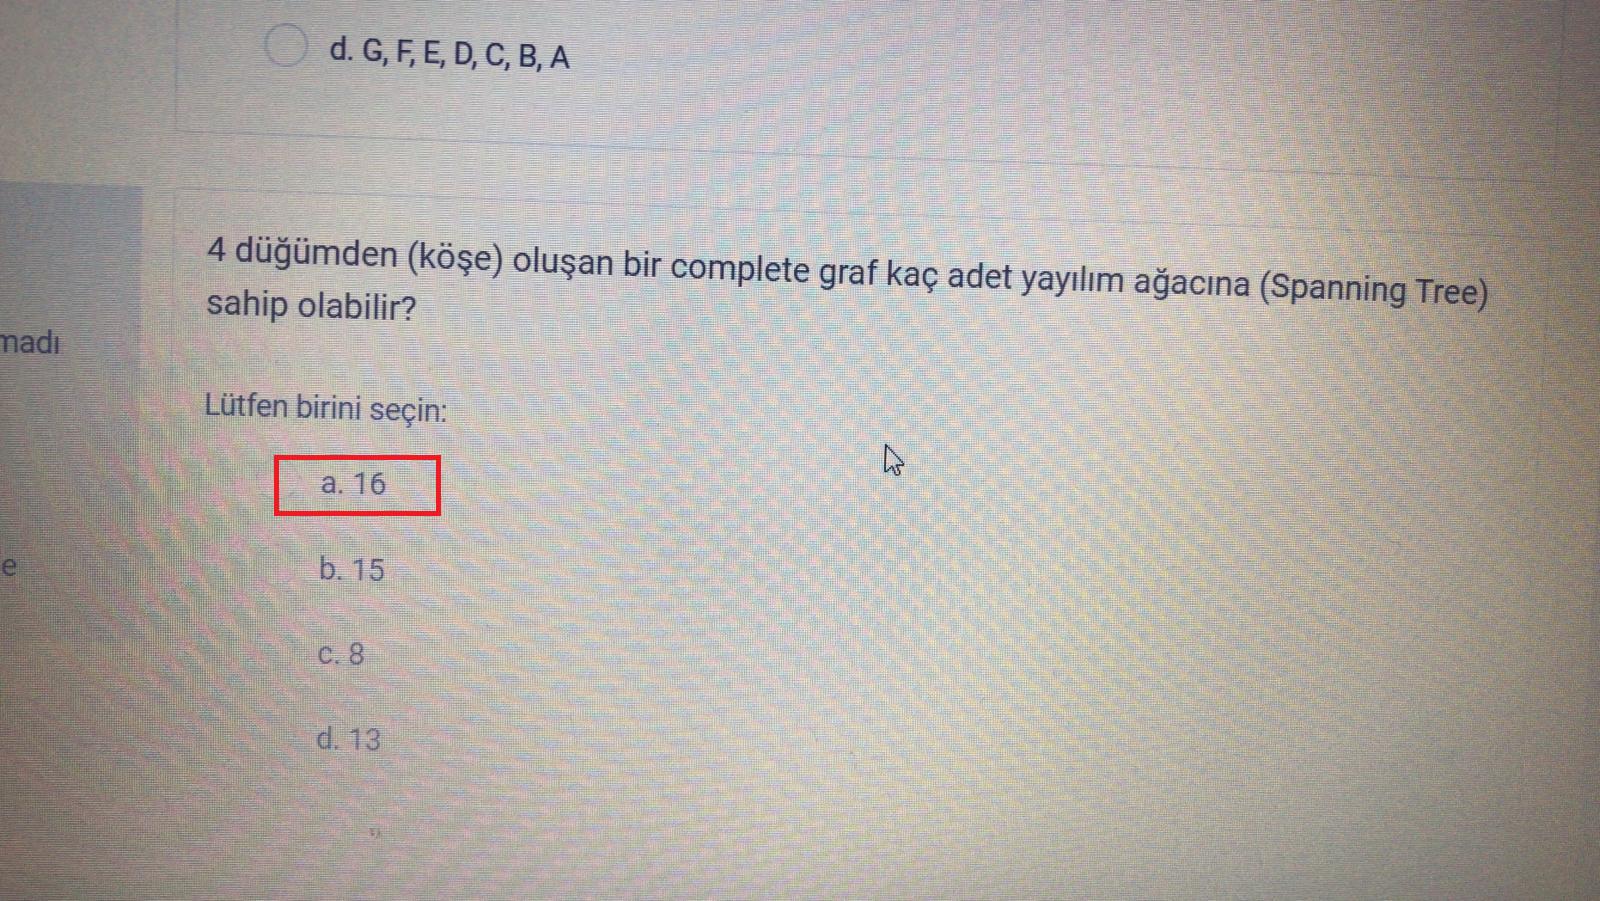 d. G, F, E, D, C, B, A
4 düğümden (köşe) oluşan bir complete graf kaç adet yayılım ağacına (Spanning Tree)
sahip olabilir?
madı
Lütfen birini seçin:
a. 16
b. 15
e
c. 8
d. 13